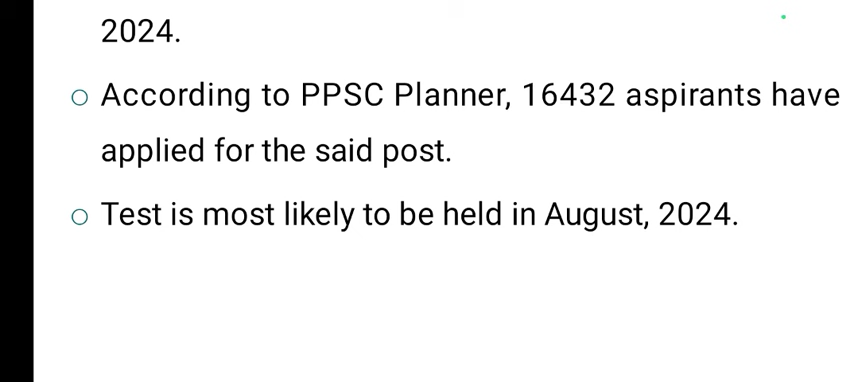 2024.
According to PPSC Planner, 16432 aspirants have
applied for the said post.
Test is most likely to be held in August, 2024.